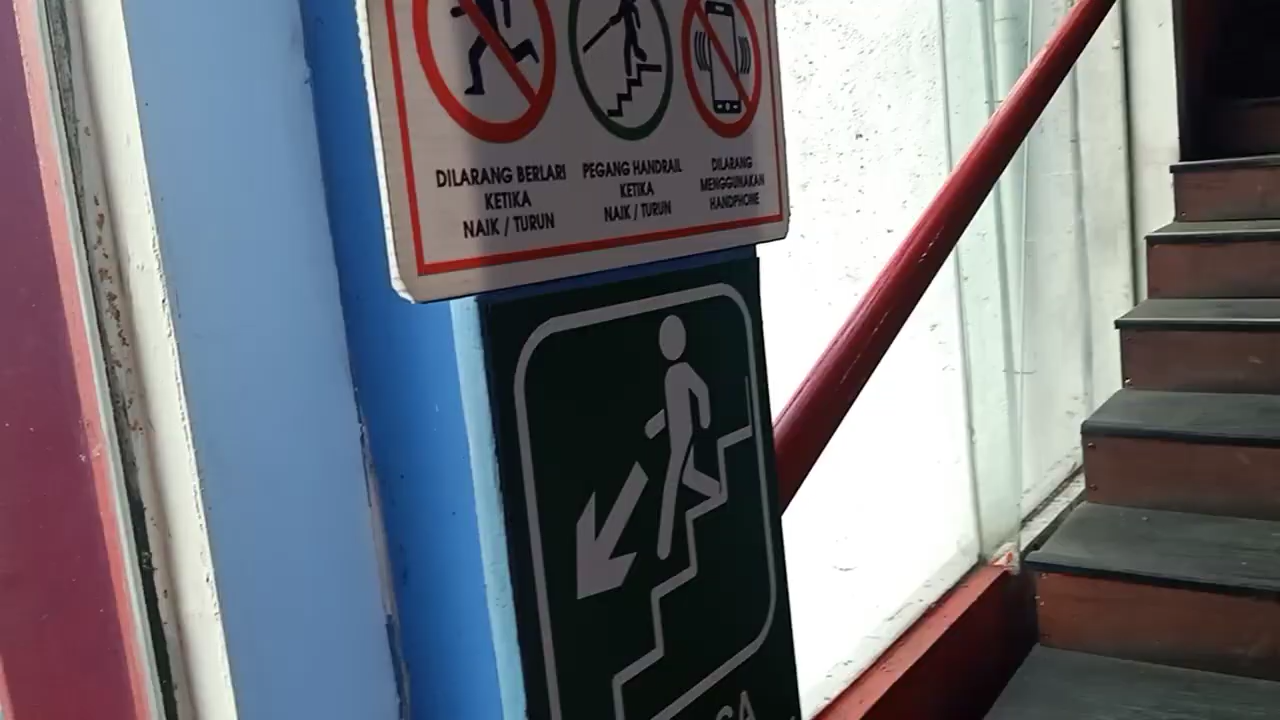 DILARANG BERLARI
KETIKA
NAIK / TURUN
PEGANG HANDRAIL
KETIKA
NAIK / TURUN
DILARANG
MENGGUNAKAN
HANDPHONE